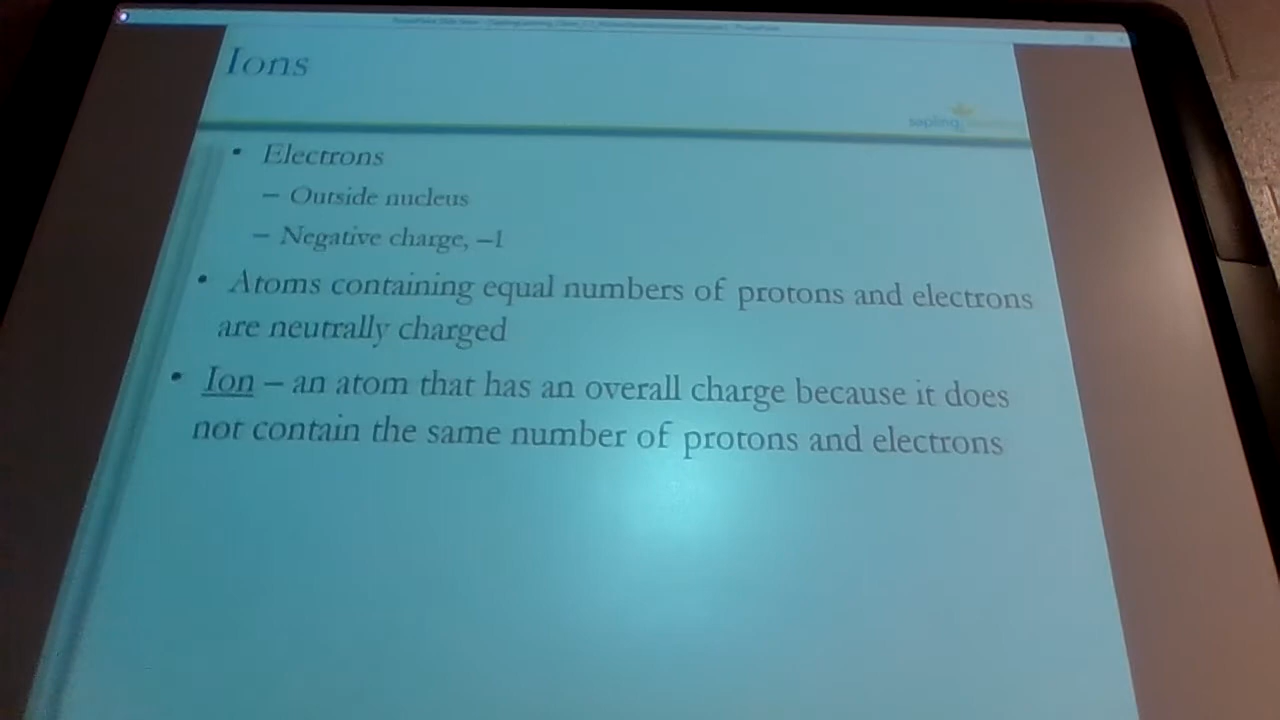 Ions
sapling
• Electrons
– Outside nucleus
– Negative charge, –1
• Atoms containing equal numbers of protons and electrons
are neutrally charged
• Ion – an atom that has an overall charge because it does
not contain the same number of protons and electrons